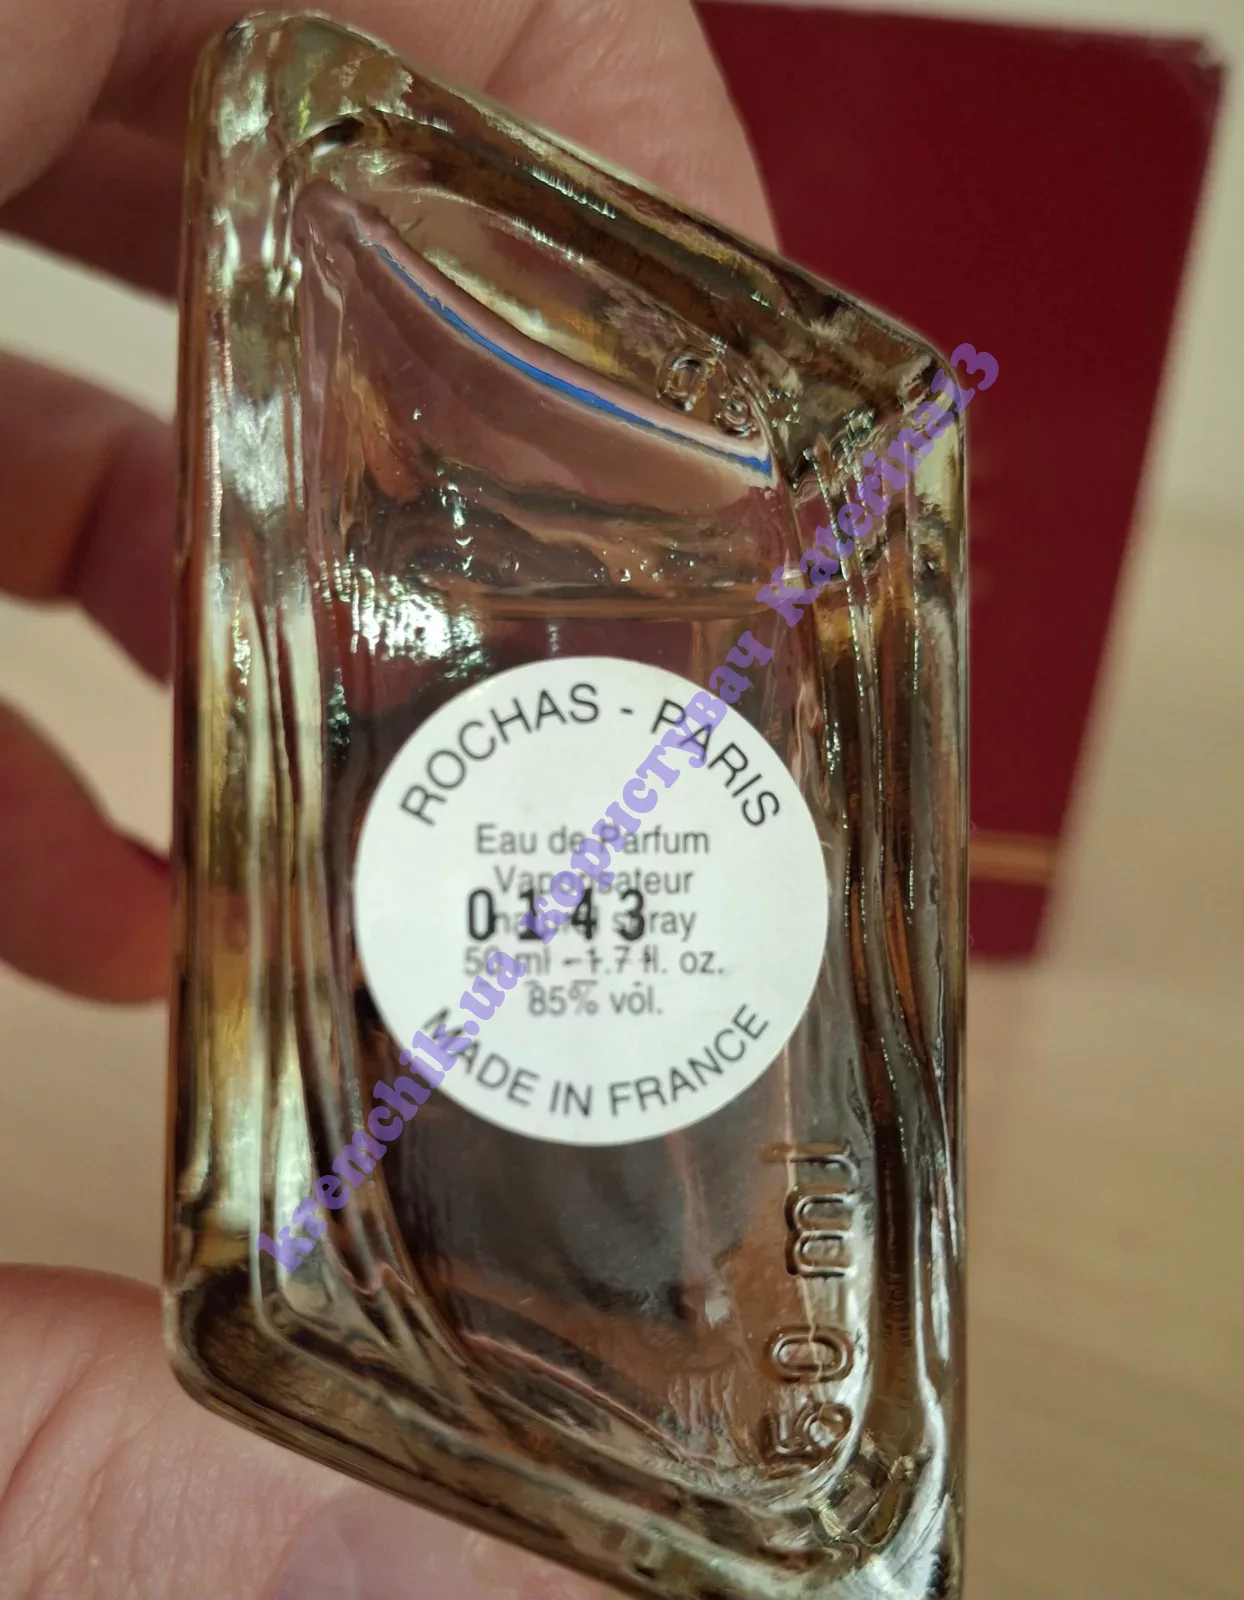 ROCHAS - PARIS
Eau de Parfum
Vaporisateur
0143
natural spray
50 ml - 1.7 fl. oz.
85% vol.
MADE IN FRANCE
50 ml
kremchik.ua користувач Katerina23